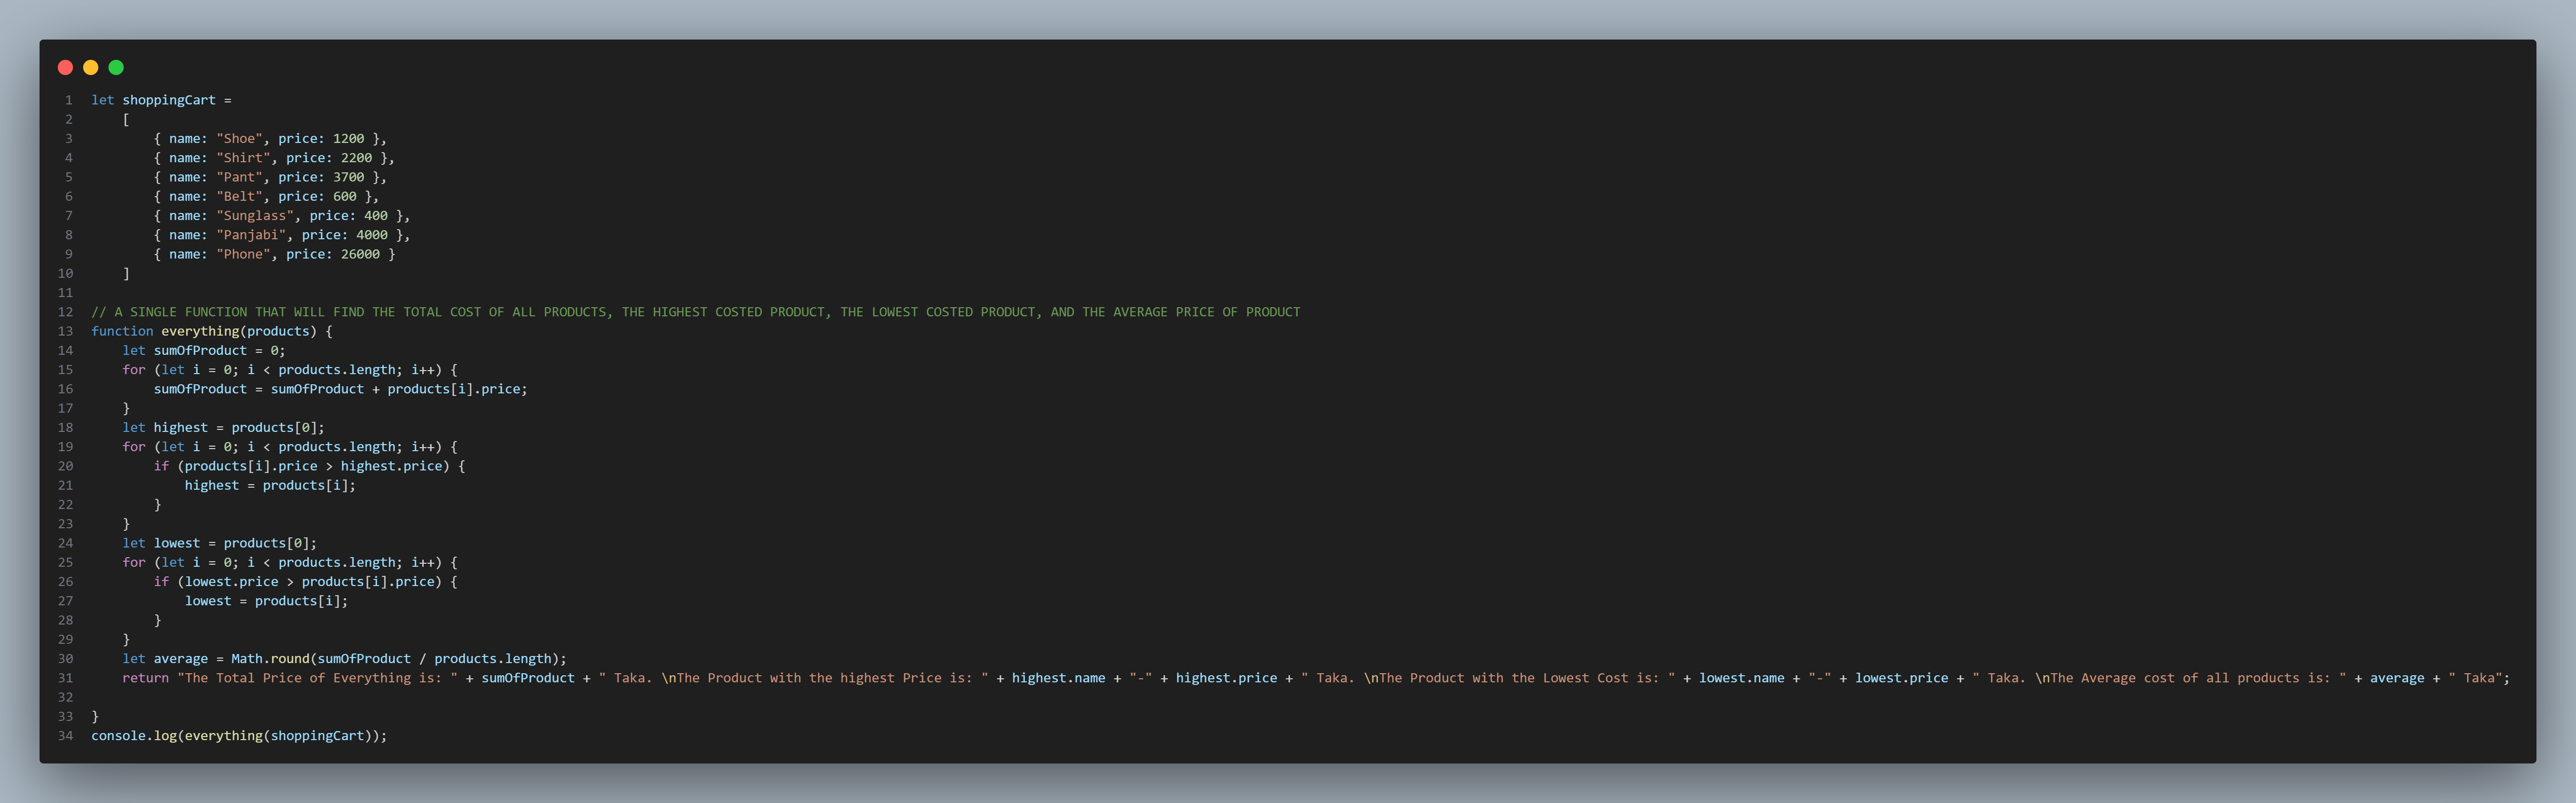 1 let shoppingCart =
2     [
3         { name: "Shoe", price: 1200 },
4         { name: "Shirt", price: 2200 },
5         { name: "Pant", price: 3700 },
6         { name: "Belt", price: 600 },
7         { name: "Sunglass", price: 400 },
8         { name: "Panjabi", price: 4000 },
9         { name: "Phone", price: 26000 }
10     ]
11
12 // A SINGLE FUNCTION THAT WILL FIND THE TOTAL COST OF ALL PRODUCTS, THE HIGHEST COSTED PRODUCT, THE LOWEST COSTED PRODUCT, AND THE AVERAGE PRICE OF PRODUCT
13 function everything(products) {
14     let sumOfProduct = 0;
15     for (let i = 0; i < products.length; i++) {
16         sumOfProduct = sumOfProduct + products[i].price;
17     }
18     let highest = products[0];
19     for (let i = 0; i < products.length; i++) {
20         if (products[i].price > highest.price) {
21             highest = products[i];
22         }
23     }
24     let lowest = products[0];
25     for (let i = 0; i < products.length; i++) {
26         if (lowest.price > products[i].price) {
27             lowest = products[i];
28         }
29     }
30     let average = Math.round(sumOfProduct / products.length);
31     return "The Total Price of Everything is: " + sumOfProduct + " Taka. \nThe Product with the highest Price is: " + highest.name + "-" + highest.price + " Taka. \nThe Product with the Lowest Cost is: " + lowest.name + "-" + lowest.price + " Taka. \nThe Average cost of all products is: " + average + " Taka";
32
33 }
34 console.log(everything(shoppingCart));